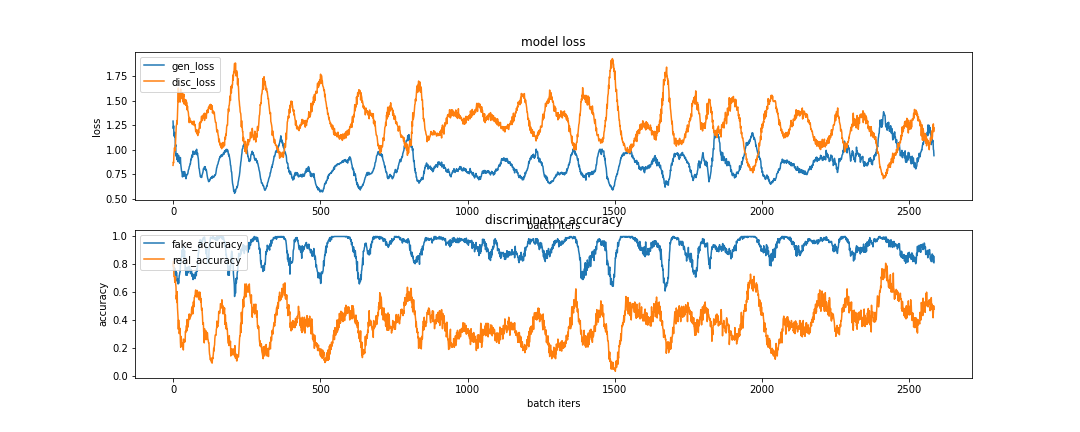 model loss
gen_loss
disc_loss
loss
1.75
1.50
1.25
1.00
0.75
0.50
0
500
1000
1500
2000
2500
batch iters
discriminator accuracy
fake_accuracy
real_accuracy
accuracy
1.0
0.8
0.6
0.4
0.2
0.0
0
500
1000
1500
2000
2500
batch iters